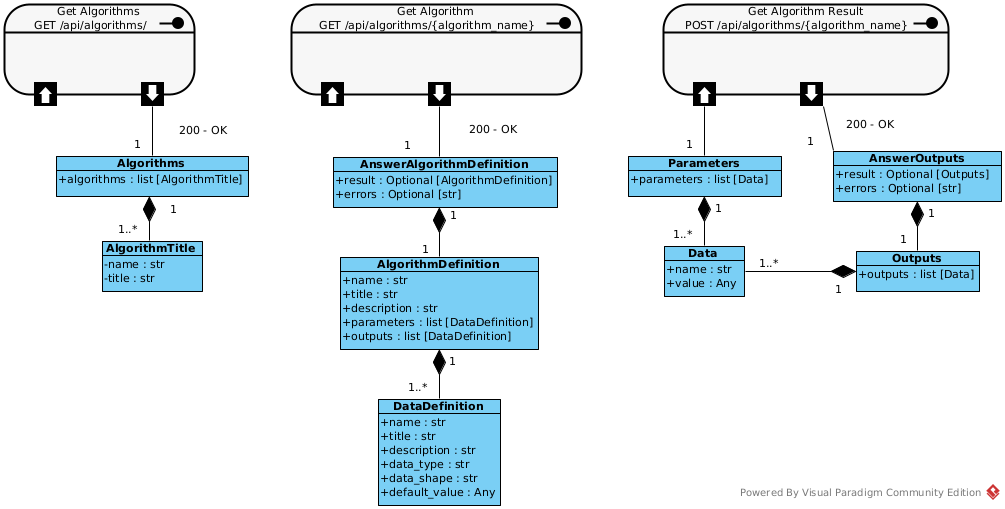 Get Algorithms
GET /api/algorithms/
200 - OK
1
Algorithms
+algorithms : list [AlgorithmTitle]
1
1..*
AlgorithmTitle
-name : str
-title : str
Get Algorithm
GET /api/algorithms/{algorithm_name}
200 - OK
1
AnswerAlgorithmDefinition
+result : Optional [AlgorithmDefinition]
+errors : Optional [str]
1
1
AlgorithmDefinition
+name : str
+title : str
+description : str
+parameters : list [DataDefinition]
+outputs : list [DataDefinition]
1
1..*
DataDefinition
+name : str
+title : str
+description : str
+data_type : str
+data_shape : str
+default_value : Any
Get Algorithm Result
POST /api/algorithms/{algorithm_name}
1
Parameters
+parameters : list [Data]
1
1..*
Data
+name : str
+value : Any
200 - OK
1
AnswerOutputs
+result : Optional [Outputs]
+errors : Optional [str]
1
1
Outputs
+outputs : list [Data]
1..*
1
Powered By Visual Paradigm Community Edition